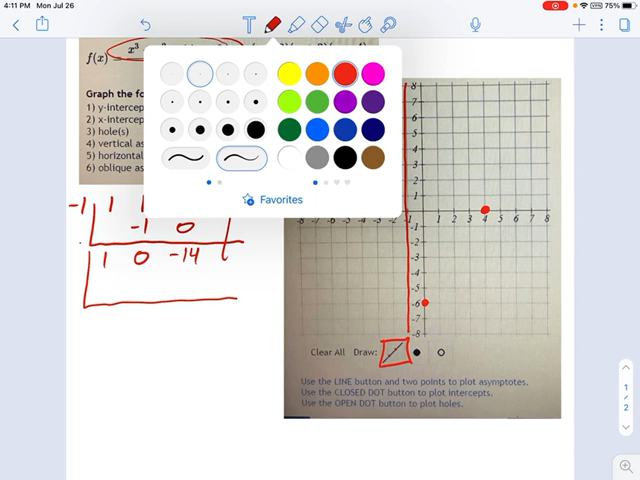 4:11 PM Mon Jul 26
75%
T
f(x) = x³
Graph the fo
1) y-intercep
2) x-intercep
3) hole(s)
4) vertical as
5) horizontal
6) oblique as
Favorites
-1 1
-1 0
1 0 -14
8
7
6
5
4
3
2
1
-8 -7 -6 -5 -4 -3 -2 -1 1 2 3 4 5 6 7 8
-1
-2
-3
-4
-5
-6
-7
-8
Clear All Draw:
Use the LINE button and two points to plot asymptotes.
Use the CLOSED DOT button to plot intercepts.
Use the OPEN DOT button to plot holes.
1
/
2